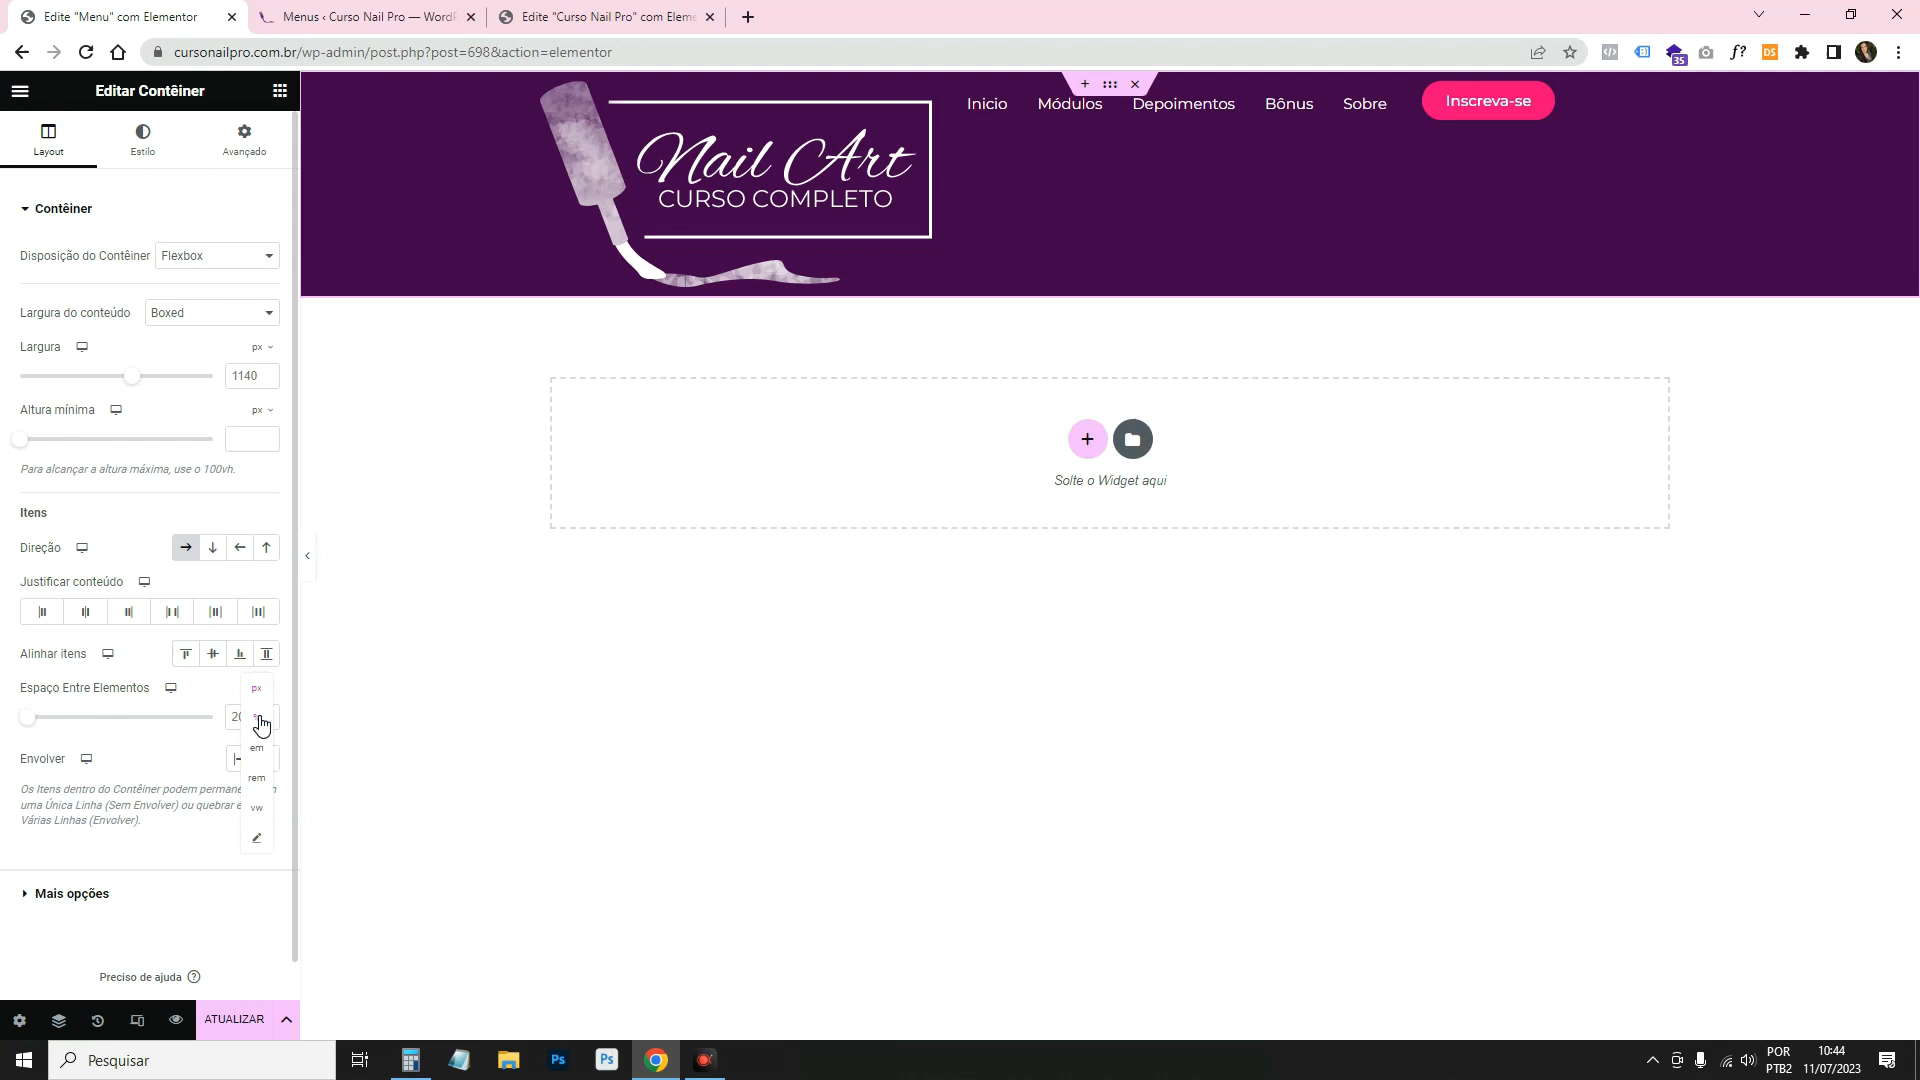 Edite "Menu" com Elementor
Menus ‹ Curso Nail Pro — WordP
Edite "Curso Nail Pro" com Eleme
cursonailpro.com.br/wp-admin/post.php?post=698&action=elementor
35
f?
DS
Editar Contêiner
Layout
Estilo
Avançado
Contêiner
Disposição do Contêiner
Flexbox
Largura do conteúdo
Boxed
Largura
px
1140
Altura mínima
px
Para alcançar a altura máxima, use o 100vh.
Itens
Direção
Justificar conteúdo
Alinhar itens
Espaço Entre Elementos
px
em
rem
vw
Envolver
Os Itens dentro do Contêiner podem permane
uma Única Linha (Sem Envolver) ou quebrar e
Várias Linhas (Envolver).
Mais opções
Preciso de ajuda
ATUALIZAR
Nail Art
CURSO COMPLETO
Inicio
Módulos
Depoimentos
Bônus
Sobre
Inscreva-se
Solte o Widget aqui
Pesquisar
Ps
Ps
POR
PTB2
10:44
11/07/2023